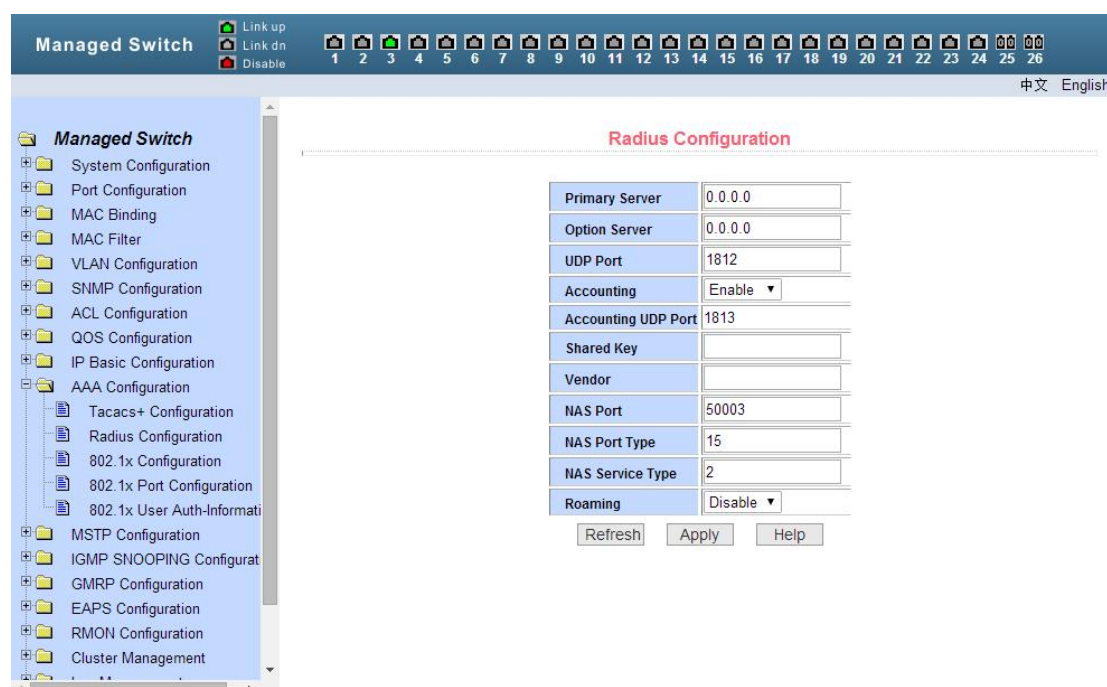 Managed Switch
Link up
Link dn
Disable
1 2 3 4 5 6 7 8 9 10 11 12 13 14 15 16 17 18 19 20 21 22 23 24 25 26
中文 English
Managed Switch
System Configuration
Port Configuration
MAC Binding
MAC Filter
VLAN Configuration
SNMP Configuration
ACL Configuration
QOS Configuration
IP Basic Configuration
AAA Configuration
Tacacs+ Configuration
Radius Configuration
802.1x Configuration
802.1x Port Configuration
802.1x User Auth-Informati
MSTP Configuration
IGMP SNOOPING Configurat
GMRP Configuration
EAPS Configuration
RMON Configuration
Cluster Management
Radius Configuration
Primary Server 0.0.0.0
Option Server 0.0.0.0
UDP Port 1812
Accounting Enable
Accounting UDP Port 1813
Shared Key
Vendor
NAS Port 50003
NAS Port Type 15
NAS Service Type 2
Roaming Disable
Refresh Apply Help